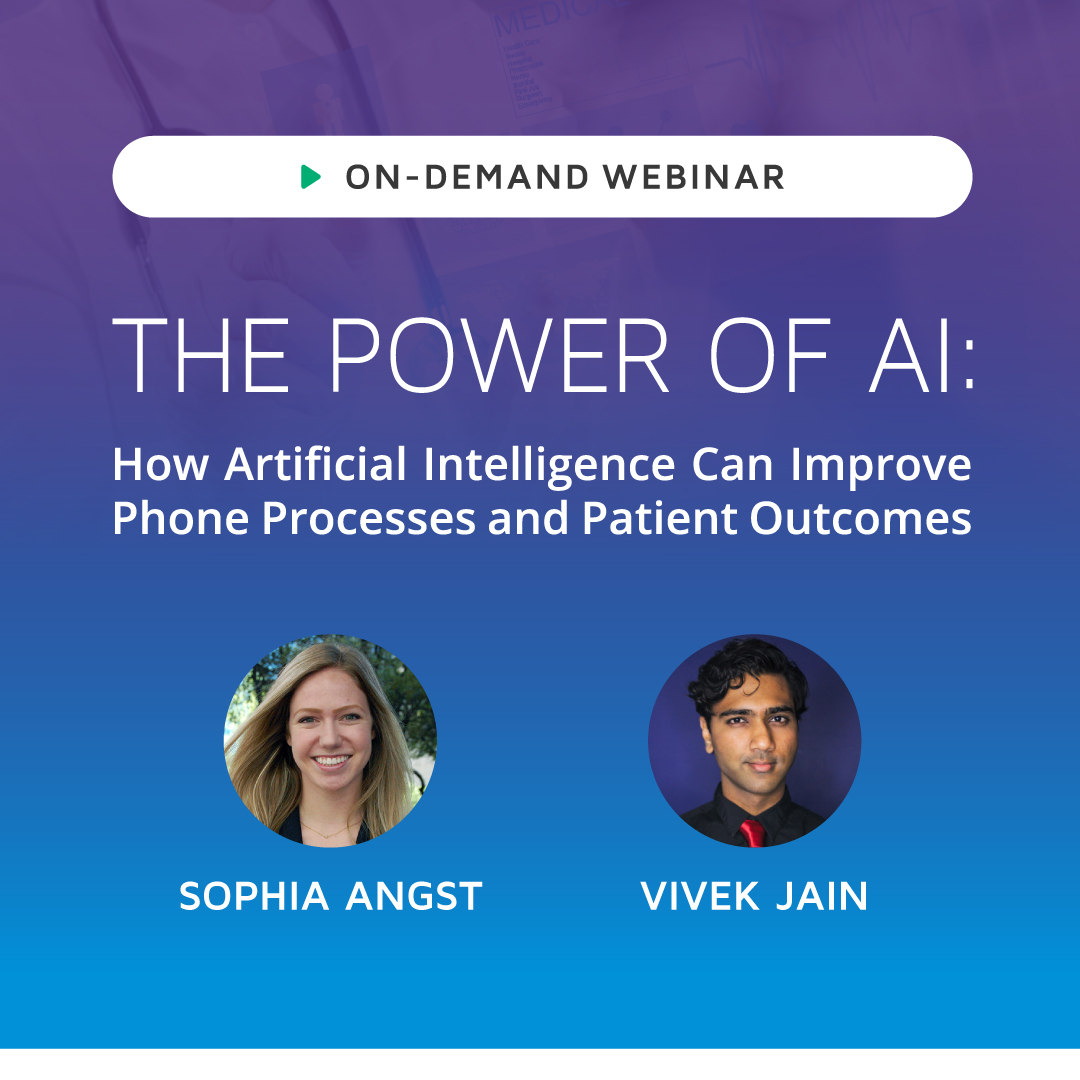 MEDICAL
ON-DEMAND WEBINAR
THE POWER OF AI:
How Artificial Intelligence Can Improve
Phone Processes and Patient Outcomes
SOPHIA ANGST
VIVEK JAIN